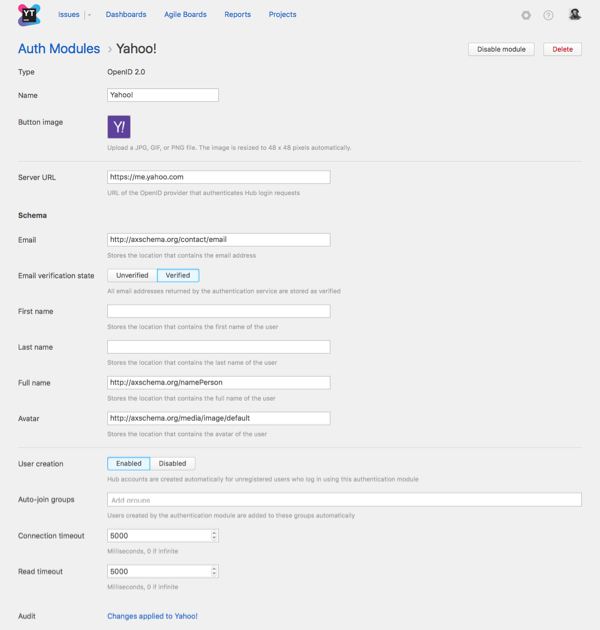 YT
Issues
Dashboards
Agile Boards
Reports
Projects
Auth Modules › Yahoo!
Disable module
Delete
Type
OpenID 2.0
Name
Yahoo!
Button image
Y!
Upload a JPG, GIF, or PNG file. The image is resized to 48 x 48 pixels automatically.
Server URL
https://me.yahoo.com
URL of the OpenID provider that authenticates Hub login requests
Schema
Email
http://axschema.org/contact/email
Stores the location that contains the email address
Email verification state
Unverified
Verified
All email addresses returned by the authentication service are stored as verified
First name
Stores the location that contains the first name of the user
Last name
Stores the location that contains the last name of the user
Full name
http://axschema.org/namePerson
Stores the location that contains the full name of the user
Avatar
http://axschema.org/media/image/default
Stores the location that contains the avatar of the user
User creation
Enabled
Disabled
Hub accounts are created automatically for unregistered users who log in using this authentication module
Auto-join groups
Add groups
Users created by the authentication module are added to these groups automatically
Connection timeout
5000
Milliseconds, 0 if infinite
Read timeout
5000
Milliseconds, 0 if infinite
Audit
Changes applied to Yahoo!